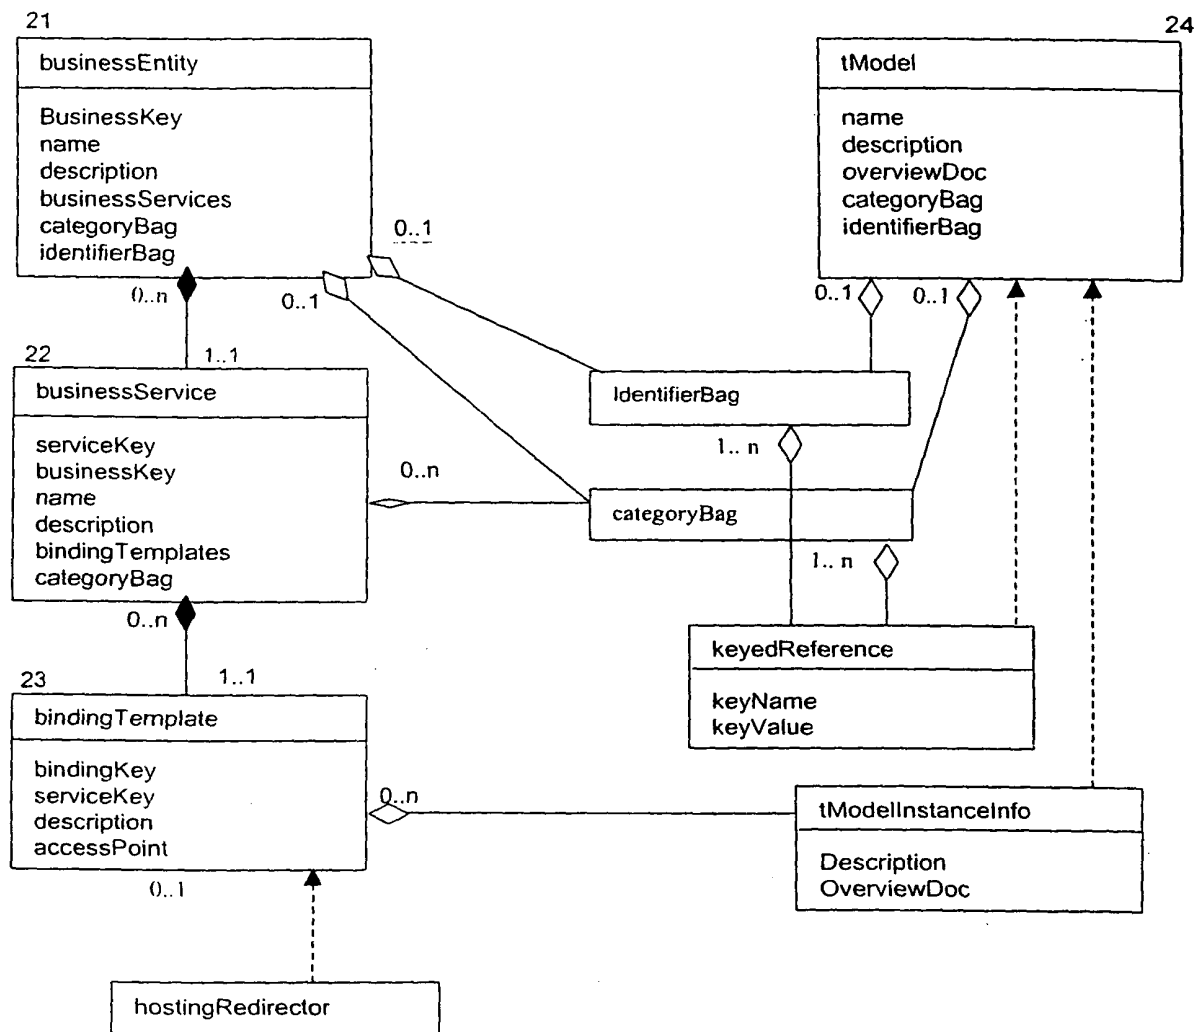 21
businessEntity
BusinessKey
name
description
businessServices
categoryBag
identifierBag
24
tModel
name
description
overviewDoc
categoryBag
identifierBag
0..1
0..n
0..1
0..1
0..1
22
1..1
businessService
serviceKey
businessKey
name
description
bindingTemplates
categoryBag
IdentifierBag
1.. n
0..n
categoryBag
1.. n
0..n
1..1
keyedReference
keyName
keyValue
23
bindingTemplate
bindingKey
serviceKey
description
accessPoint
0..n
tModelInstanceInfo
Description
OverviewDoc
0..1
hostingRedirector